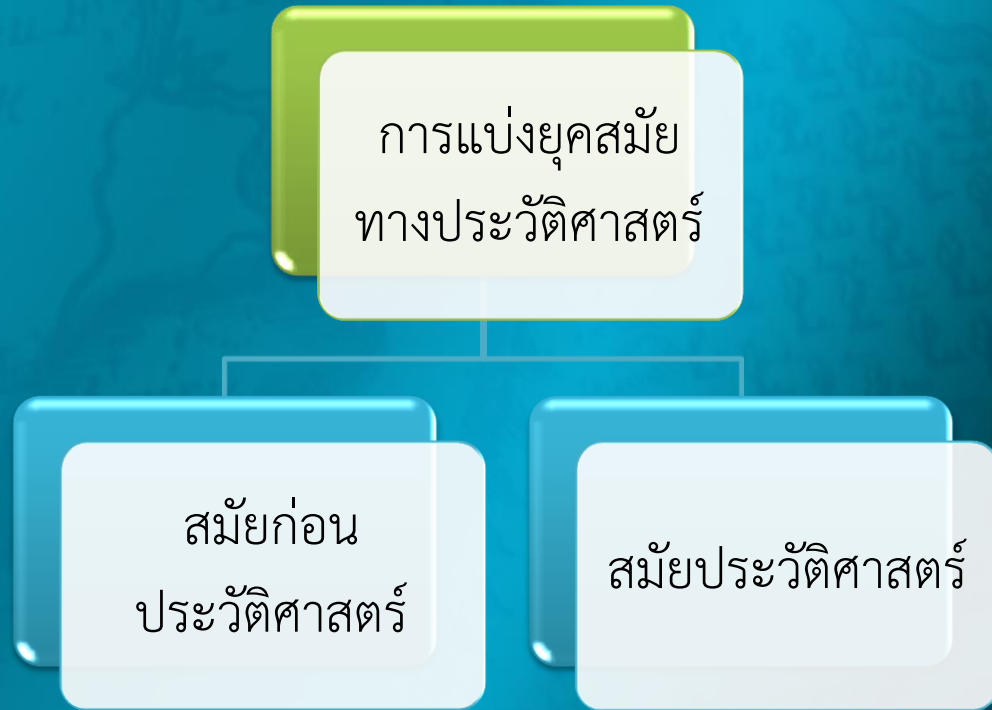 การแบ่งยุคสมัย
ทางประวัติศาสตร์
สมัยก่อน
ประวัติศาสตร์
สมัยประวัติศาสตร์